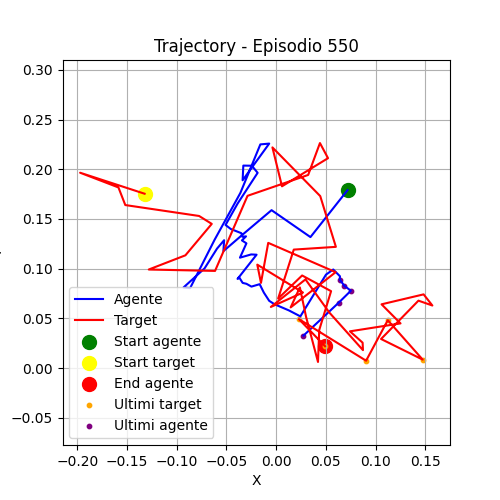 Trajectory - Episodio 550
0.30
0.25
0.20
0.15
0.10
0.05
0.00
−0.05
Agente
Target
Start agente
Start target
End agente
Ultimi target
Ultimi agente
−0.20 −0.15 −0.10 −0.05 0.00 0.05 0.10 0.15
X